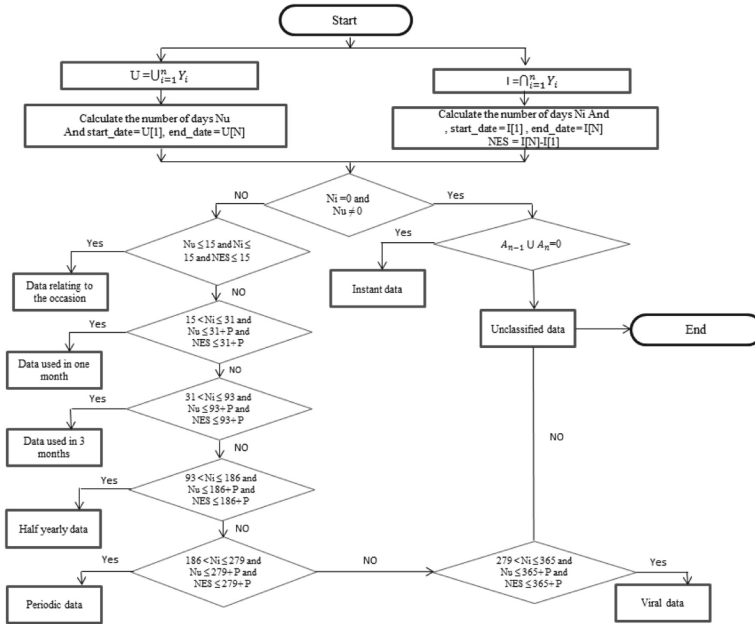 Start
U =⋃ⁿᵢ₌₁ Yᵢ
I =⋂ⁿᵢ₌₁ Yᵢ
Calculate the number of days Nu
And start_date = U[1], end_date = U[N]
Calculate the number of days Ni And
, start_date = I[1] , end_date = I[N]
NES = I[N]-I[1]
NO
Ni =0 and
Nu ≠ 0
Yes
Yes
Nu ≤ 15 and Ni ≤
15 and NES ≤ 15
Yes
Aₙ₋₁ ∪ Aₙ=0
Data relating to
the occasion
NO
Instant data
Yes
15 < Ni ≤ 31 and
Nu ≤ 31+ P and
NES ≤ 31+ P
Unclassified data
End
Data used in one
month
NO
Yes
31 < Ni ≤ 93 and
Nu ≤ 93+ P and
NES ≤ 93+ P
Data used in 3
months
NO
NO
Yes
93 < Ni ≤ 186 and
Nu ≤ 186+ P and
NES ≤ 186+ P
Half yearly data
NO
Yes
186 < Ni ≤ 279 and
Nu ≤ 279+ P and
NES ≤ 279+ P
NO
279 < Ni ≤ 365 and
Nu ≤ 365+ P and
NES ≤ 365+ P
Yes
Periodic data
Viral data